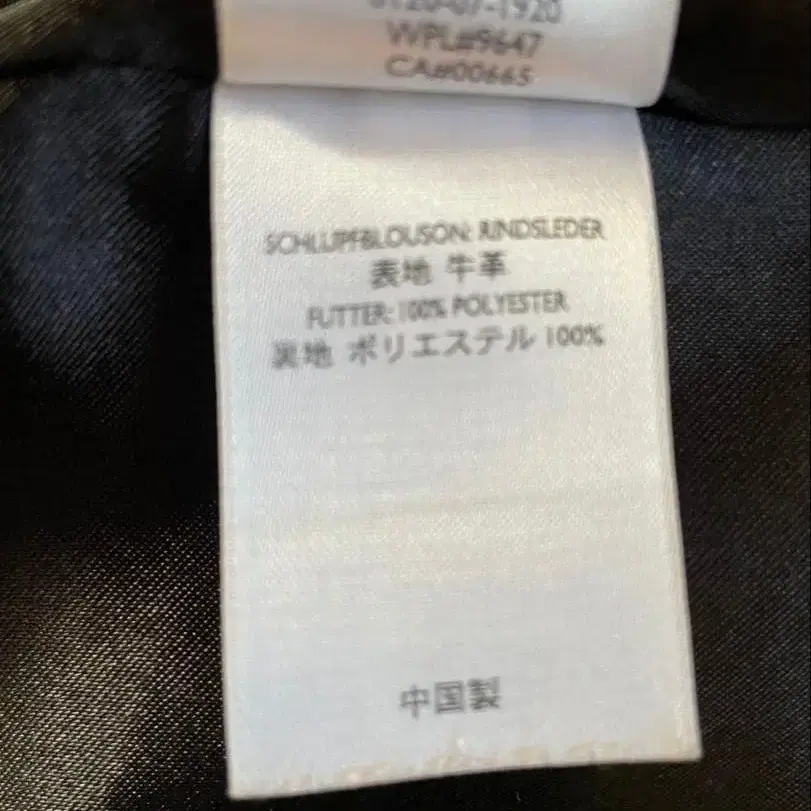 WPL#9647
CA#00665
SCHLUPFBLOUSON: RINDSLEDER
表地 牛革
FUTTER: 100% POLYESTER
裏地 ポリエステル 100%
中国製